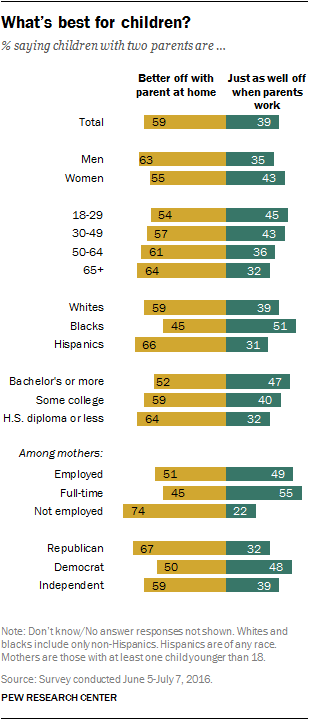 What's best for children?
% saying children with two parents are ...
Better off with parent at home
Just as well off when parents work
Total 59 39
Men 63 35
Women 55 43
18-29 54 45
30-49 57 43
50-64 61 36
65+ 64 32
Whites 59 39
Blacks 45 51
Hispanics 66 31
Bachelor's or more 52 47
Some college 59 40
H.S. diploma or less 64 32
Among mothers:
Employed 51 49
Full-time 45 55
Not employed 74 22
Republican 67 32
Democrat 50 48
Independent 59 39
Note: Don't know/No answer responses not shown. Whites and
blacks include only non-Hispanics. Hispanics are of any race.
Mothers are those with at least one child younger than 18.
Source: Survey conducted June 5-July 7, 2016.
PEW RESEARCH CENTER